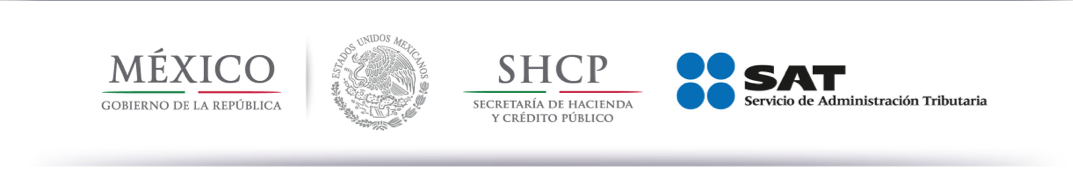 MÉXICO
GOBIERNO DE LA REPÚBLICA
ESTADOS UNIDOS MEXICANOS
SHCP
SECRETARÍA DE HACIENDA
Y CRÉDITO PÚBLICO
SAT
Servicio de Administración Tributaria